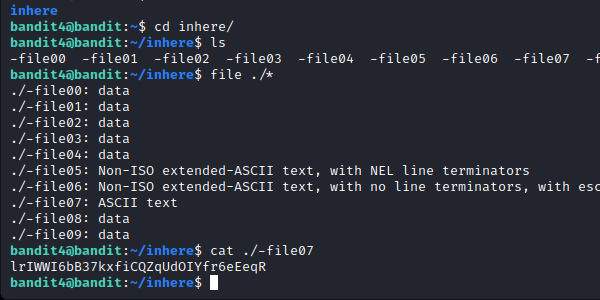 inhere
bandit4@bandit:~$ cd inhere/
bandit4@bandit:~/inhere$ ls
-file00  -file01  -file02  -file03  -file04  -file05  -file06  -file07  -f
bandit4@bandit:~/inhere$ file ./*
./-file00: data
./-file01: data
./-file02: data
./-file03: data
./-file04: data
./-file05: Non-ISO extended-ASCII text, with NEL line terminators
./-file06: Non-ISO extended-ASCII text, with no line terminators, with esc
./-file07: ASCII text
./-file08: data
./-file09: data
bandit4@bandit:~/inhere$ cat ./-file07
lrIWWI6bB37kxfiCQZqUdOIYfr6eEeqR
bandit4@bandit:~/inhere$